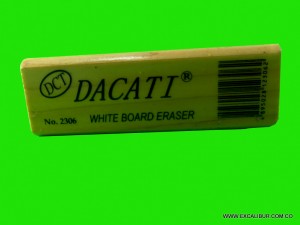 DCT
DACATI®
No. 2306 WHITE BOARD ERASER
WWW.EXCALIBUR.COM.CO